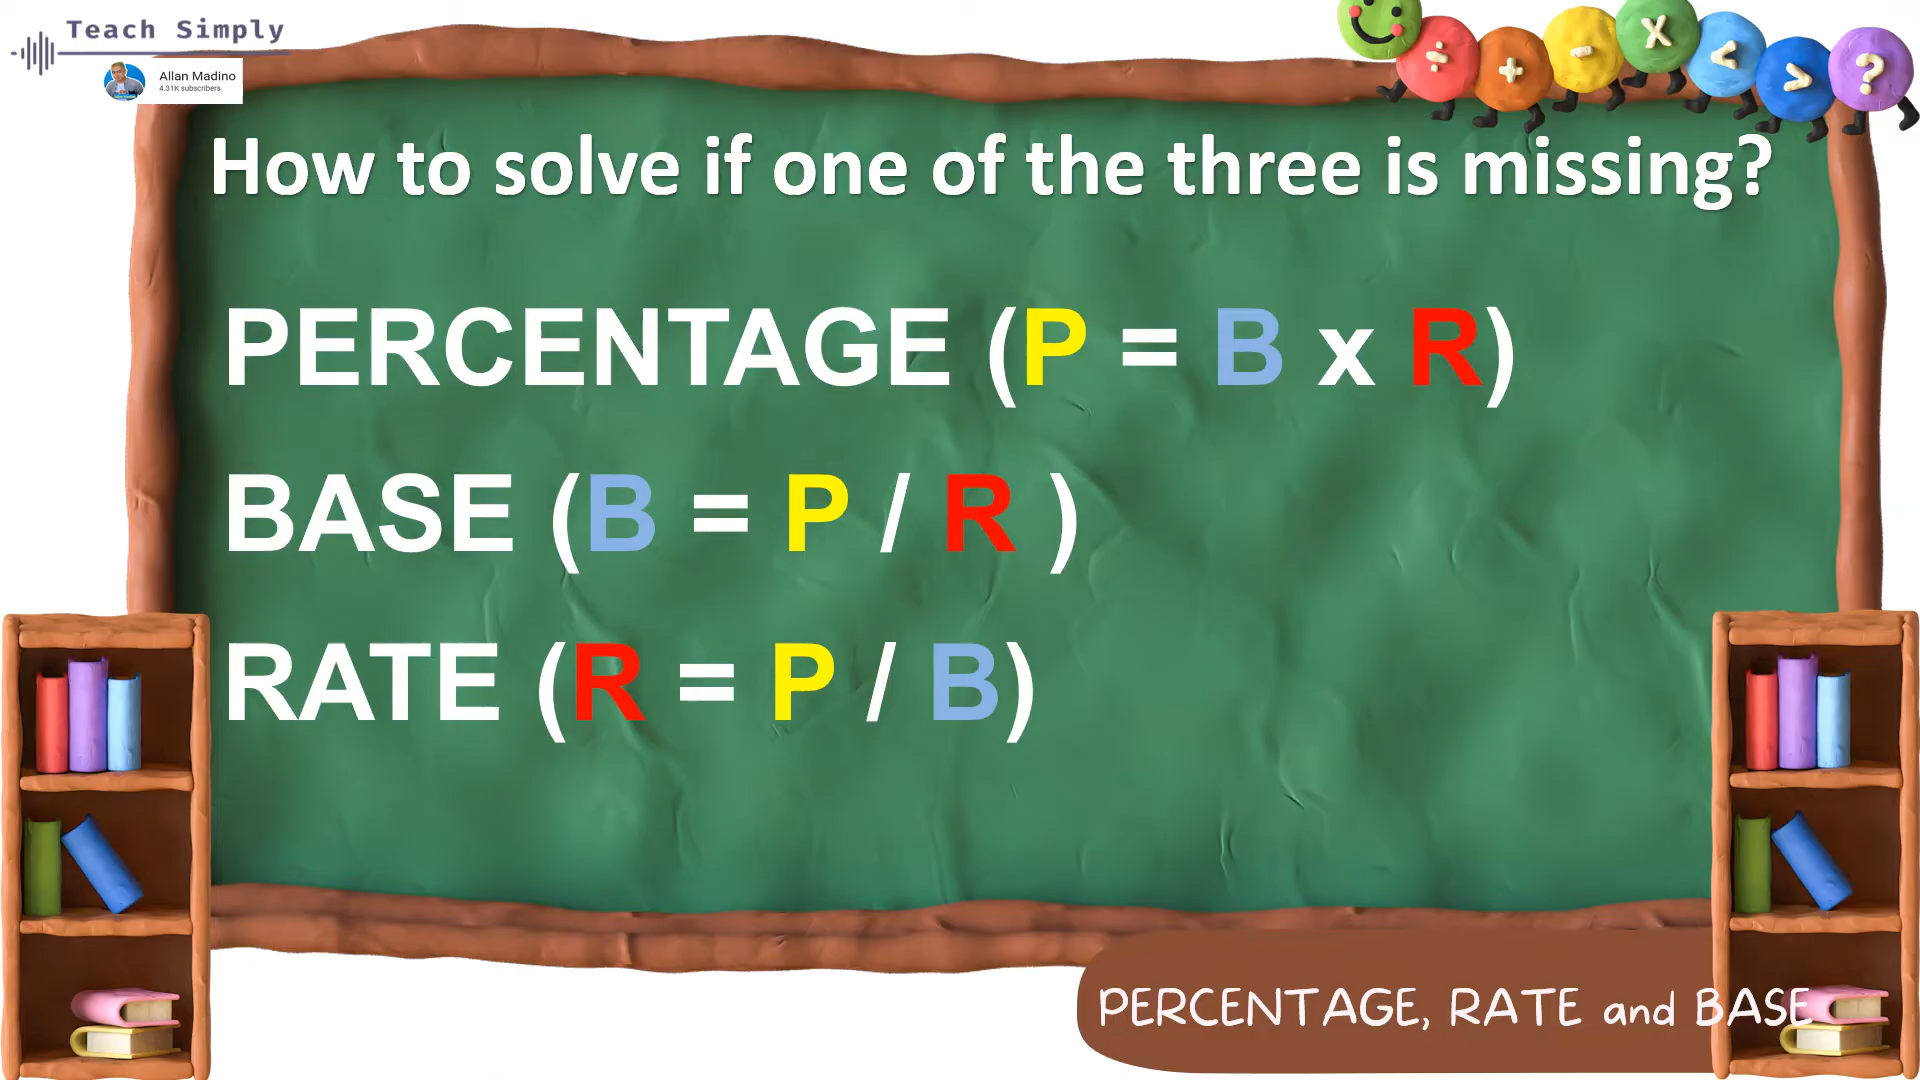 Teach Simply
Allan Madino
4.31K subscribers
÷ + - x < > ?
How to solve if one of the three is missing?
PERCENTAGE (P = B x R)
BASE (B = P / R )
RATE (R = P / B)
PERCENTAGE, RATE and BASE